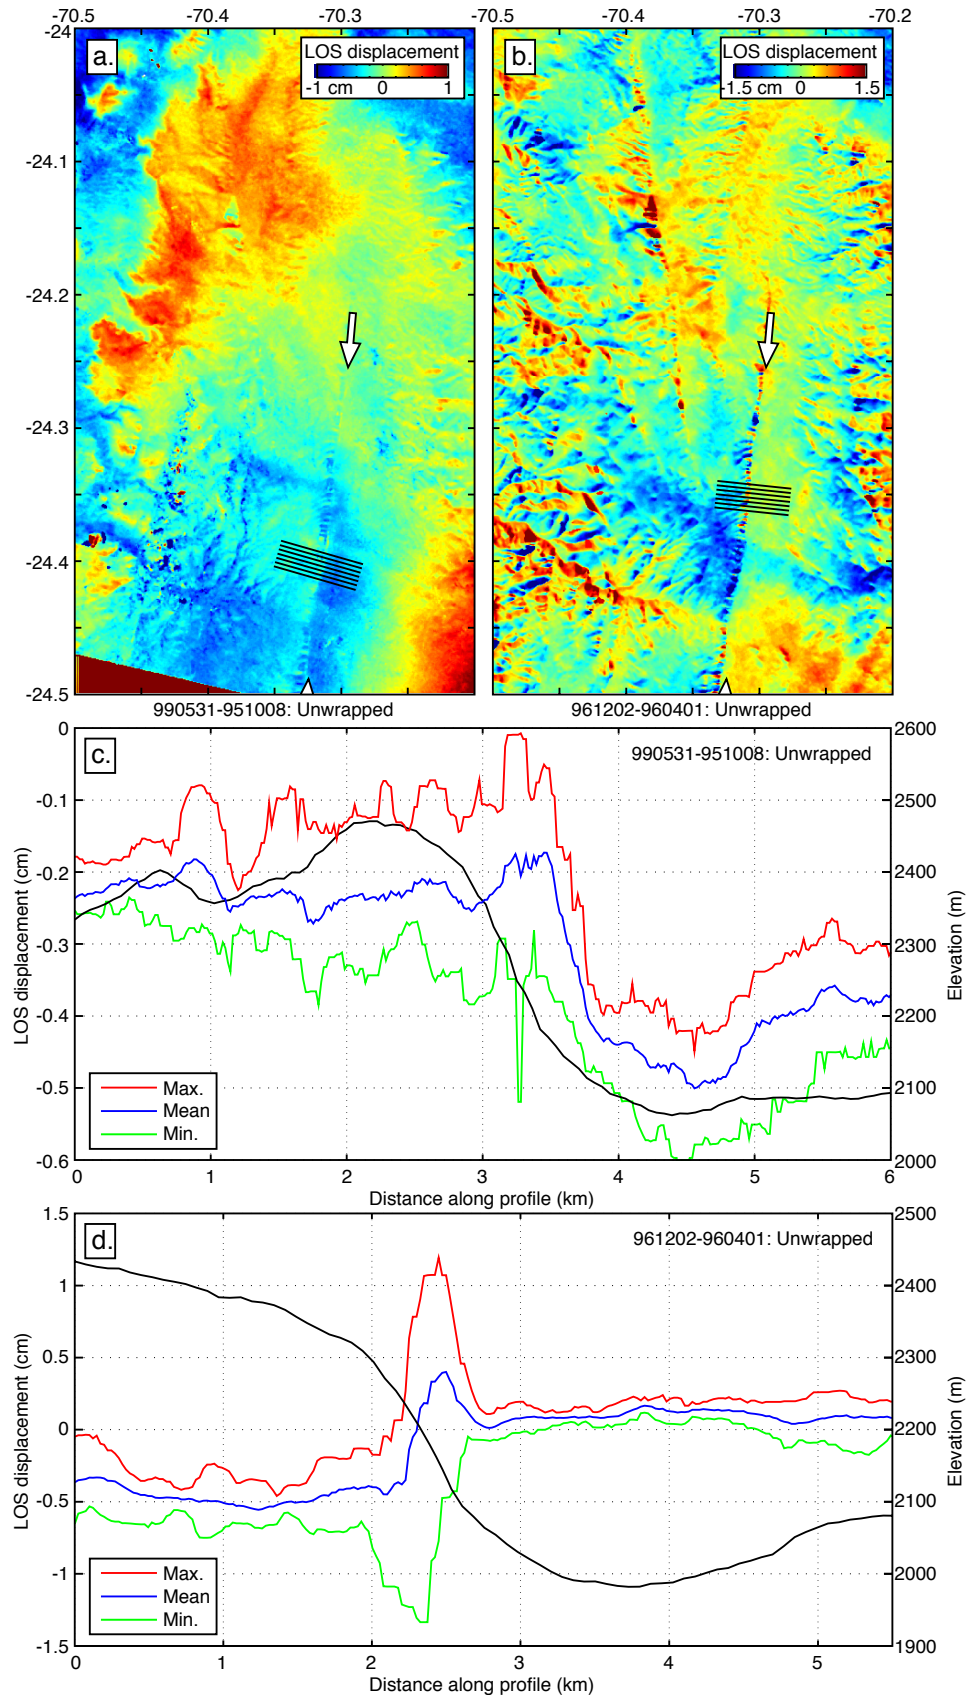 -70.5 -70.4 -70.3 -70.5 -70.4 -70.3 -70.2
-24
-24.1
-24.2
-24.3
-24.4
-24.5
a.
LOS displacement
-1 cm 0 1
b.
LOS displacement
-1.5 cm 0 1.5
990531-951008: Unwrapped
961202-960401: Unwrapped
c.
990531-951008: Unwrapped
0
-0.1
-0.2
-0.3
-0.4
-0.5
-0.6
LOS displacement (cm)
2600
2500
2400
2300
2200
2100
2000
Elevation (m)
Max.
Mean
Min.
0 1 2 3 4 5 6
Distance along profile (km)
d.
961202-960401: Unwrapped
1.5
1
0.5
0
-0.5
-1
-1.5
LOS displacement (cm)
2500
2400
2300
2200
2100
2000
1900
Elevation (m)
Max.
Mean
Min.
0 1 2 3 4 5
Distance along profile (km)